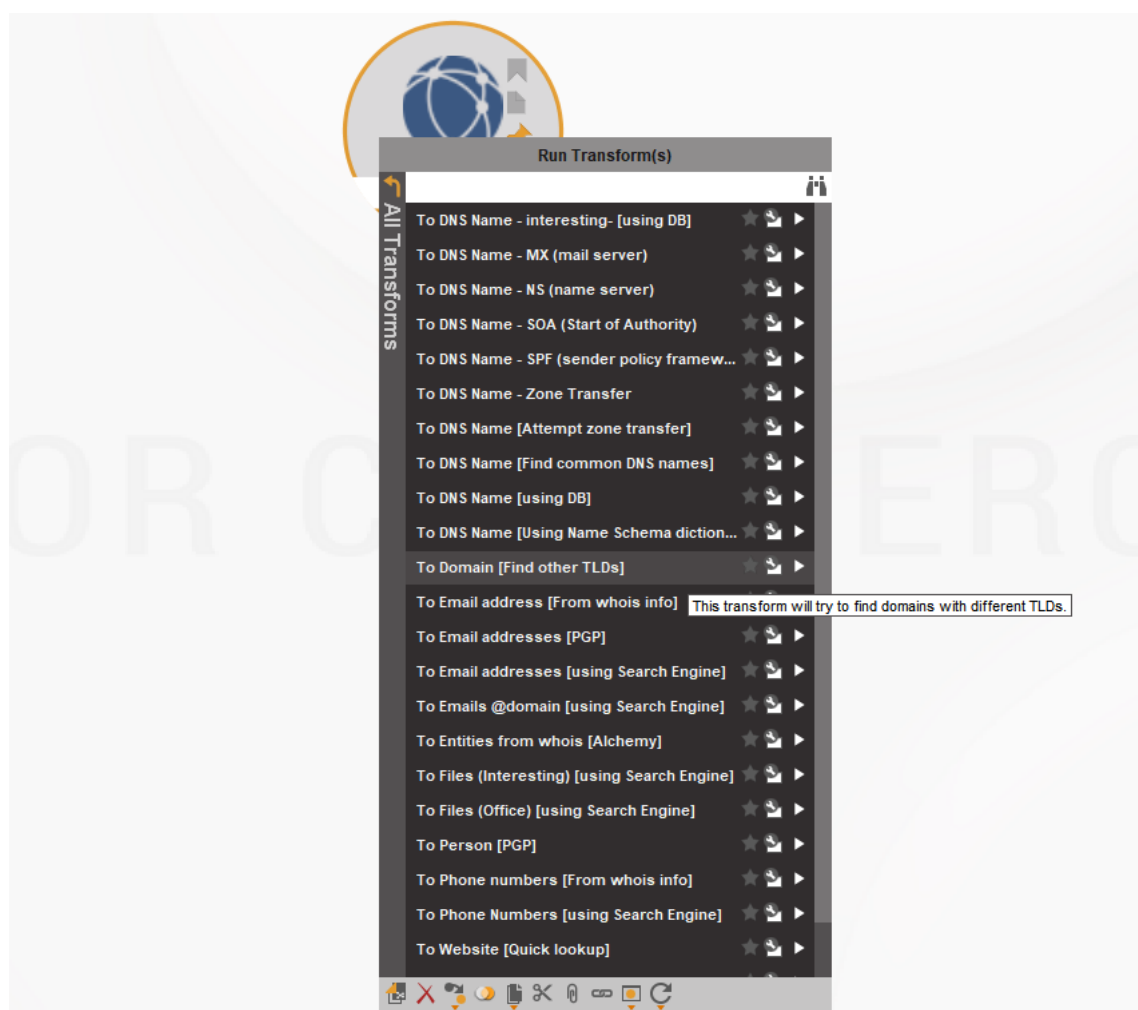 Run Transform(s)
All Transforms
To DNS Name - interesting- [using DB]
To DNS Name - MX (mail server)
To DNS Name - NS (name server)
To DNS Name - SOA (Start of Authority)
To DNS Name - SPF (sender policy framew...
To DNS Name - Zone Transfer
To DNS Name [Attempt zone transfer]
To DNS Name [Find common DNS names]
To DNS Name [using DB]
To DNS Name [Using Name Schema diction...
To Domain [Find other TLDs]
To Email address [From whois info]
This transform will try to find domains with different TLDs.
To Email addresses [PGP]
To Email addresses [using Search Engine]
To Emails @domain [using Search Engine]
To Entities from whois [Alchemy]
To Files (Interesting) [using Search Engine]
To Files (Office) [using Search Engine]
To Person [PGP]
To Phone numbers [From whois info]
To Phone Numbers [using Search Engine]
To Website [Quick lookup]
OR C ERC